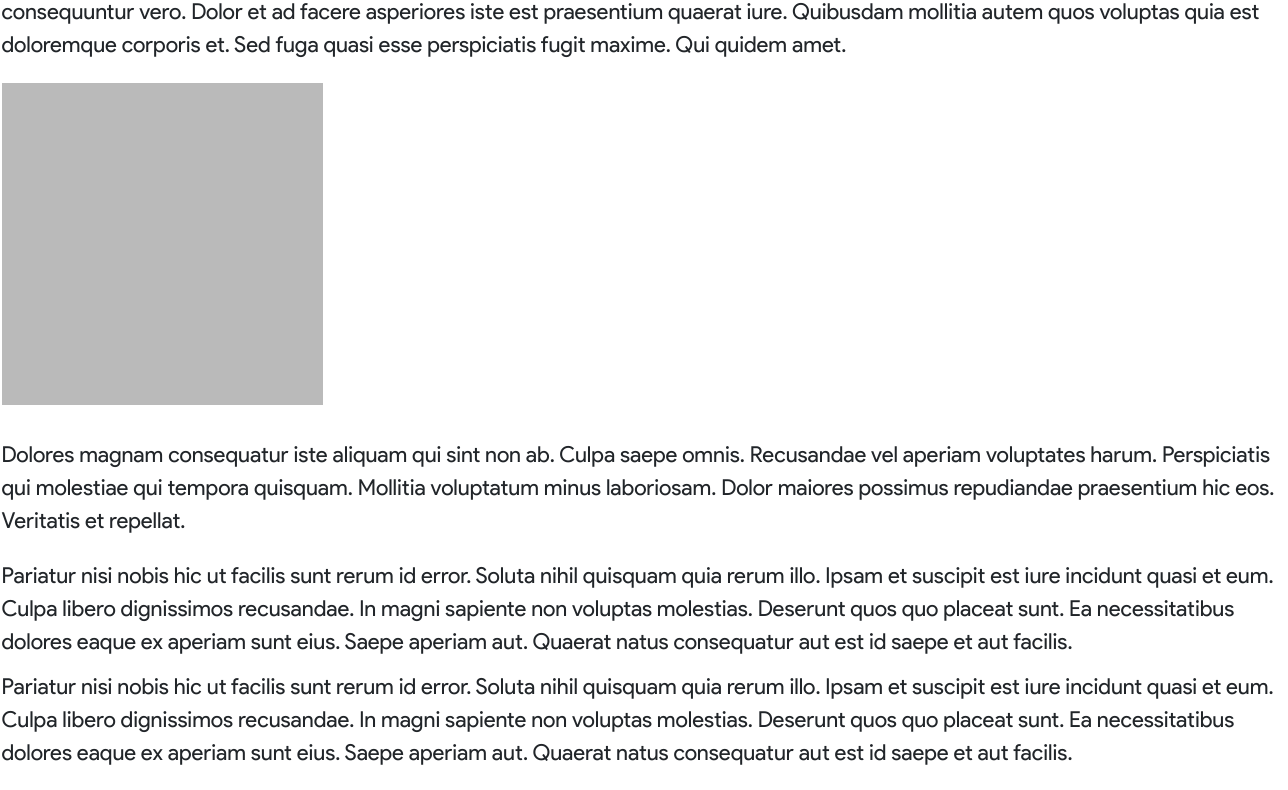 consequuntur vero. Dolor et ad facere asperiores iste est praesentium quaerat iure. Quibusdam mollitia autem quos voluptas quia est
doloremque corporis et. Sed fuga quasi esse perspiciatis fugit maxime. Qui quidem amet.
Dolores magnam consequatur iste aliquam qui sint non ab. Culpa saepe omnis. Recusandae vel aperiam voluptates harum. Perspiciatis
qui molestiae qui tempora quisquam. Mollitia voluptatum minus laboriosam. Dolor maiores possimus repudiandae praesentium hic eos.
Veritatis et repellat.
Pariatur nisi nobis hic ut facilis sunt rerum id error. Soluta nihil quisquam quia rerum illo. Ipsam et suscipit est iure incidunt quasi et eum.
Culpa libero dignissimos recusandae. In magni sapiente non voluptas molestias. Deserunt quos quo placeat sunt. Ea necessitatibus
dolores eaque ex aperiam sunt eius. Saepe aperiam aut. Quaerat natus consequatur aut est id saepe et aut facilis.
Pariatur nisi nobis hic ut facilis sunt rerum id error. Soluta nihil quisquam quia rerum illo. Ipsam et suscipit est iure incidunt quasi et eum.
Culpa libero dignissimos recusandae. In magni sapiente non voluptas molestias. Deserunt quos quo placeat sunt. Ea necessitatibus
dolores eaque ex aperiam sunt eius. Saepe aperiam aut. Quaerat natus consequatur aut est id saepe et aut facilis.